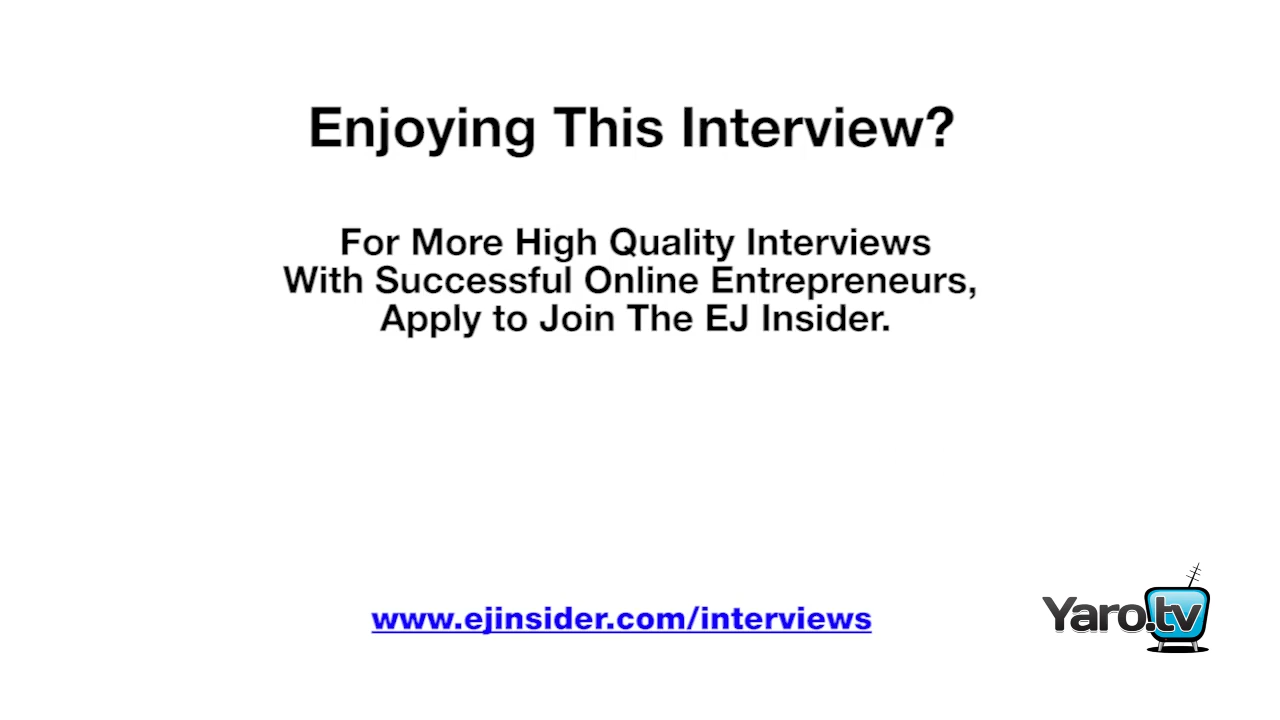 Enjoying This Interview?
For More High Quality Interviews
With Successful Online Entrepreneurs,
Apply to Join The EJ Insider.
www.ejinsider.com/interviews
Yaro.tv